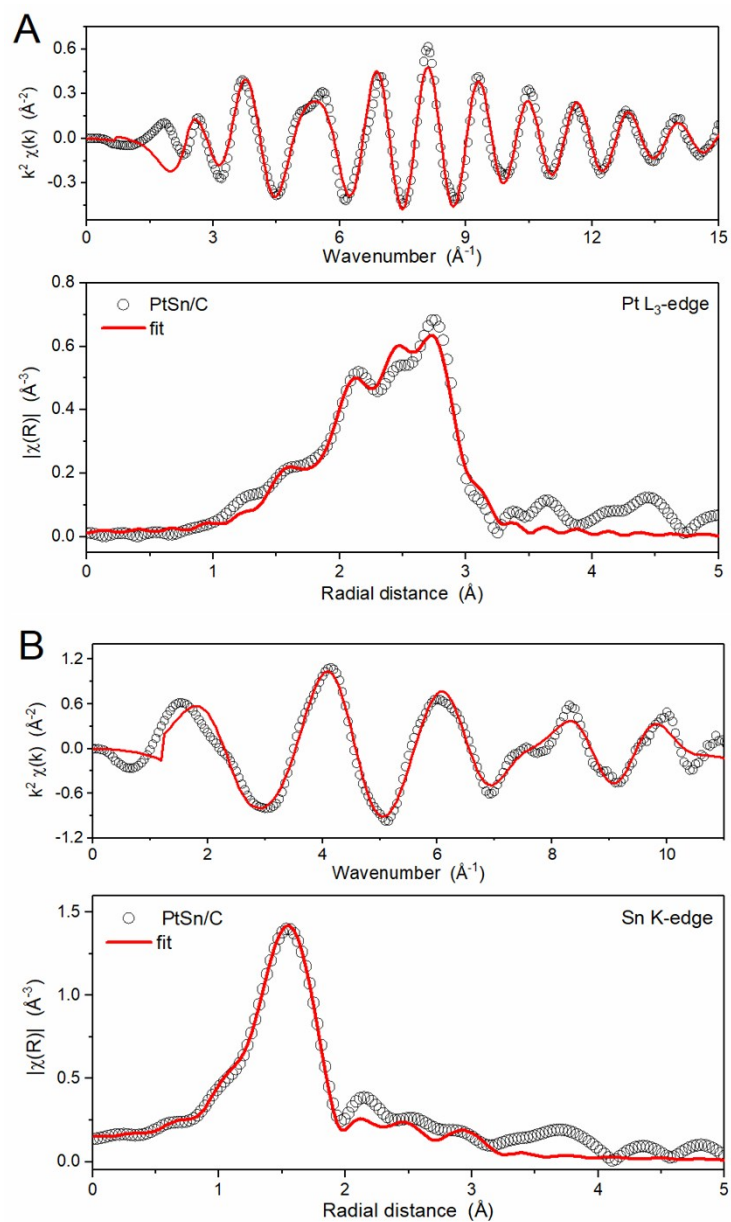 A
0.6
0.3
0.0
-0.3
k² χ(k) (Å⁻²)
0 3 6 9 12 15
Wavenumber (Å⁻¹)
0.8
0.6
0.4
0.2
0.0
|χ(R)| (Å⁻³)
PtSn/C
fit
Pt L₃-edge
0 1 2 3 4 5
Radial distance (Å)
B
1.2
0.6
0.0
-0.6
-1.2
k² χ(k) (Å⁻²)
0 2 4 6 8 10
Wavenumber (Å⁻¹)
1.5
1.0
0.5
0.0
|χ(R)| (Å⁻³)
PtSn/C
fit
Sn K-edge
0 1 2 3 4 5
Radial distance (Å)